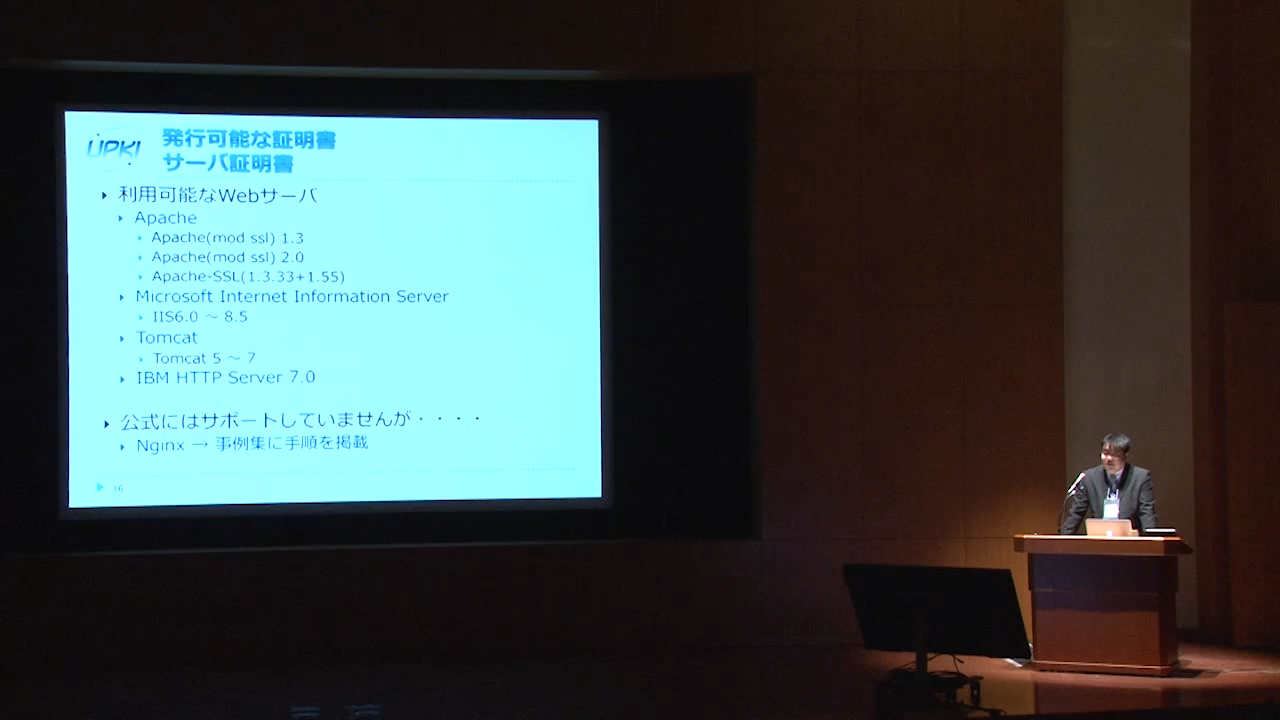 UPKI
発行可能な証明書
サーバ証明書
利用可能なWebサーバ
Apache
Apache(mod ssl) 1.3
Apache(mod ssl) 2.0
Apache-SSL(1.3.33+1.55)
Microsoft Internet Information Server
IIS6.0 ～ 8.5
Tomcat
Tomcat 5 ～ 7
IBM HTTP Server 7.0
公式にはサポートしていませんが・・・・
Nginx → 事例集に手順を掲載
16